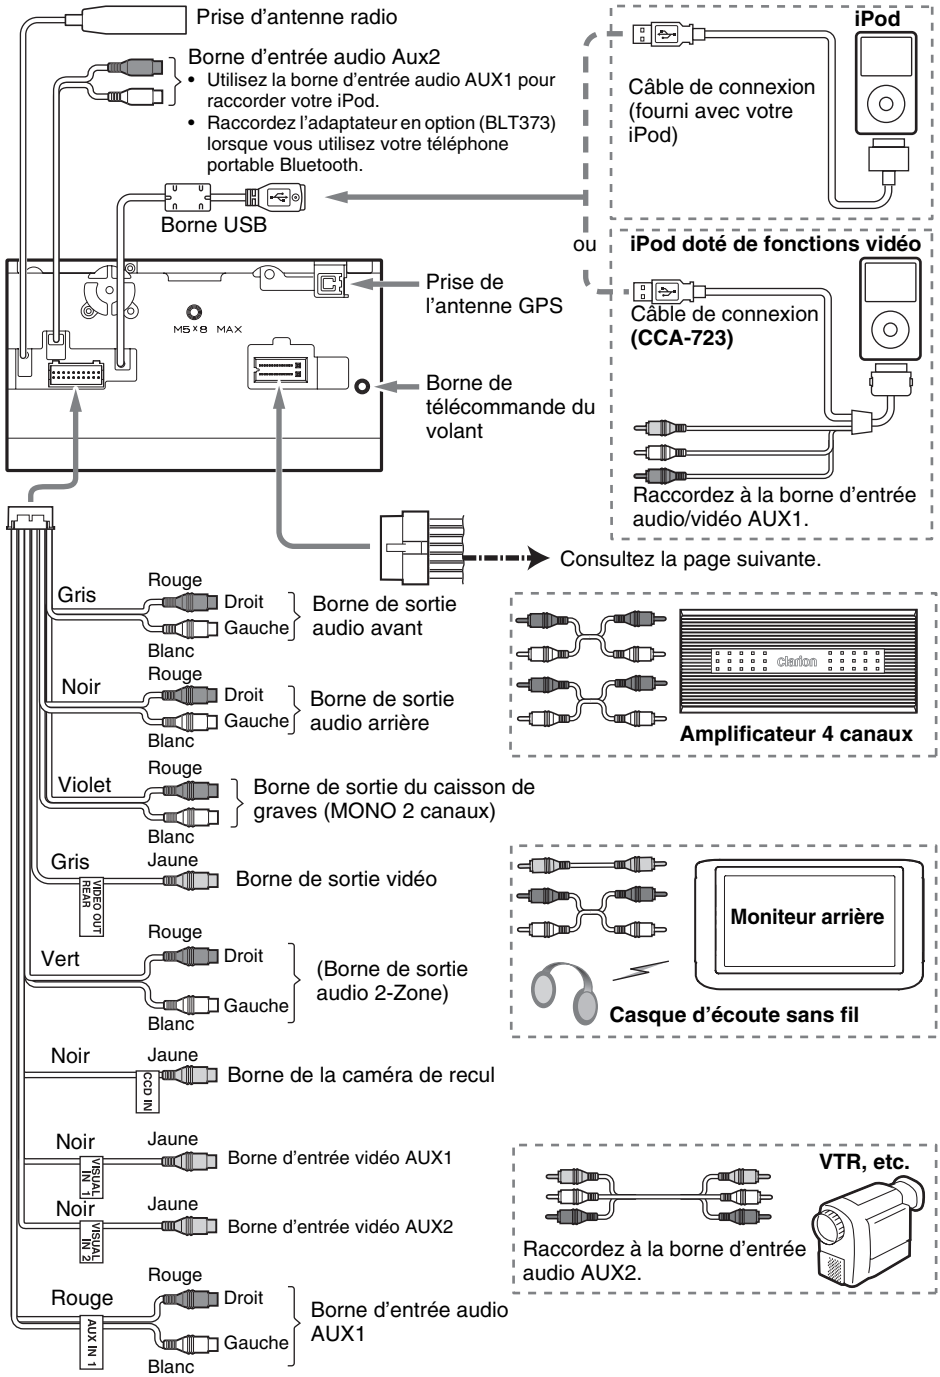 Prise d'antenne radio
Borne d'entrée audio Aux2
• Utilisez la borne d'entrée audio AUX1 pour
raccorder votre iPod.
• Raccordez l'adaptateur en option (BLT373)
lorsque vous utilisez votre téléphone
portable Bluetooth.
Borne USB
iPod
Câble de connexion
(fourni avec votre
iPod)
ou
iPod doté de fonctions vidéo
Câble de connexion
(CCA-723)
Raccordez à la borne d'entrée
audio/vidéo AUX1.
M5×8 MAX
Prise de
l'antenne GPS
Borne de
télécommande du
volant
Consultez la page suivante.
Gris
Rouge
Droit
Gauche
Blanc
Borne de sortie
audio avant
Noir
Rouge
Droit
Gauche
Blanc
Borne de sortie
audio arrière
clarion
Amplificateur 4 canaux
Violet
Rouge
Blanc
Borne de sortie du caisson de
graves (MONO 2 canaux)
Gris
Jaune
VIDEO OUT
REAR
Borne de sortie vidéo
Vert
Rouge
Droit
Gauche
Blanc
(Borne de sortie
audio 2-Zone)
Moniteur arrière
Casque d'écoute sans fil
Noir
Jaune
CCD IN
Borne de la caméra de recul
Noir
Jaune
VISUAL
IN 1
Borne d'entrée vidéo AUX1
Noir
Jaune
VISUAL
IN 2
Borne d'entrée vidéo AUX2
VTR, etc.
Raccordez à la borne d'entrée
audio AUX2.
Rouge
Rouge
Droit
AUX IN 1
Gauche
Blanc
Borne d'entrée audio
AUX1